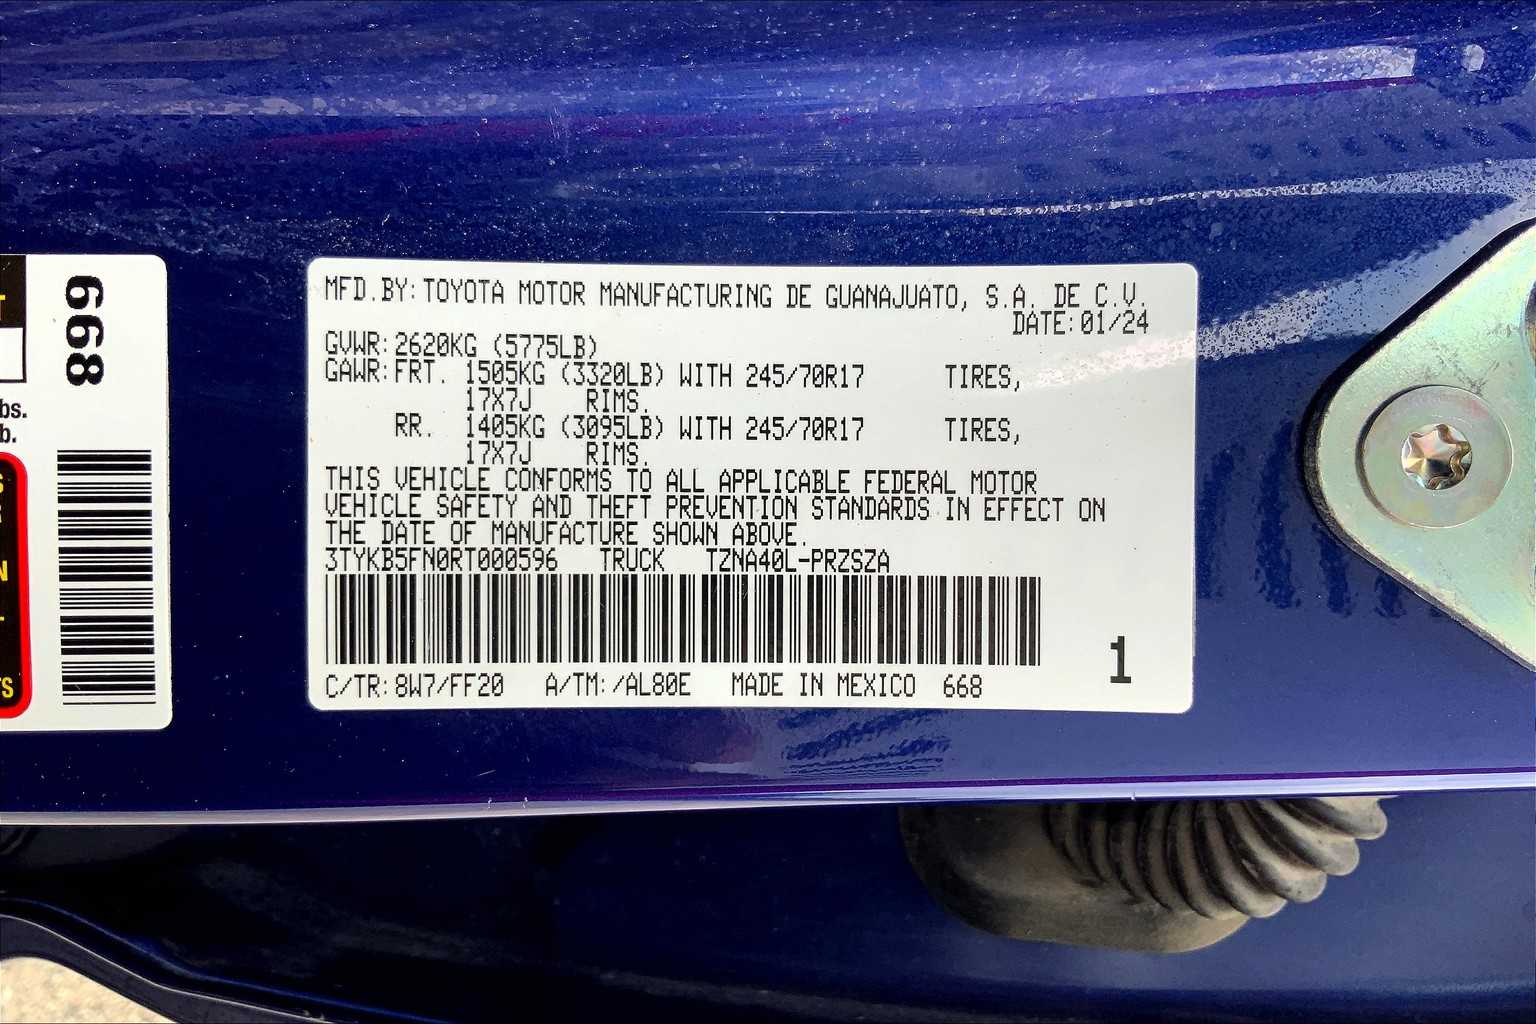 MFD.BY:TOYOTA MOTOR MANUFACTURING DE GUANAJUATO, S.A. DE C.V.
DATE:01/24
GVWR:2620KG (5775LB)
GAWR:FRT. 1505KG (3320LB) WITH 245/70R17 TIRES,
17X7J RIMS.
RR. 1405KG (3095LB) WITH 245/70R17 TIRES,
17X7J RIMS.
THIS VEHICLE CONFORMS TO ALL APPLICABLE FEDERAL MOTOR
VEHICLE SAFETY AND THEFT PREVENTION STANDARDS IN EFFECT ON
THE DATE OF MANUFACTURE SHOWN ABOVE.
3TYKB5FN0RT000596 TRUCK TZNA40L-PRZSZA
1
C/TR:8W7/FF20 A/TM:/AL80E MADE IN MEXICO 668
899
bs.
b.